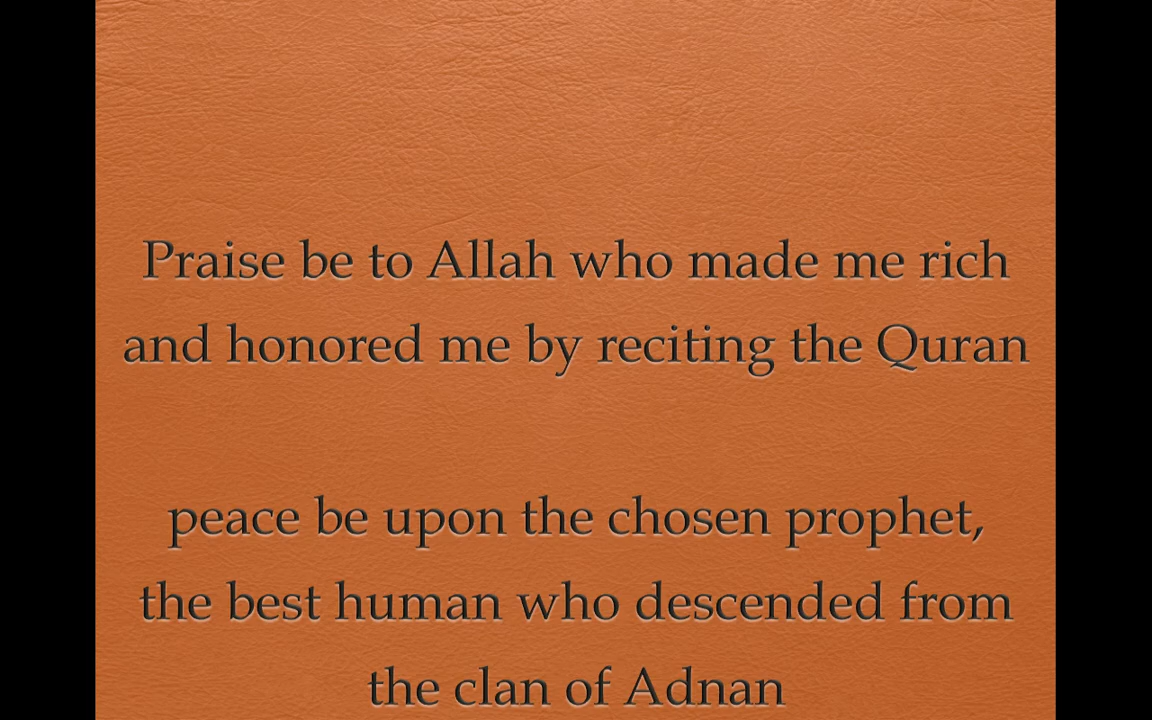 Praise be to Allah who made me rich
and honored me by reciting the Quran
peace be upon the chosen prophet,
the best human who descended from
the clan of Adnan